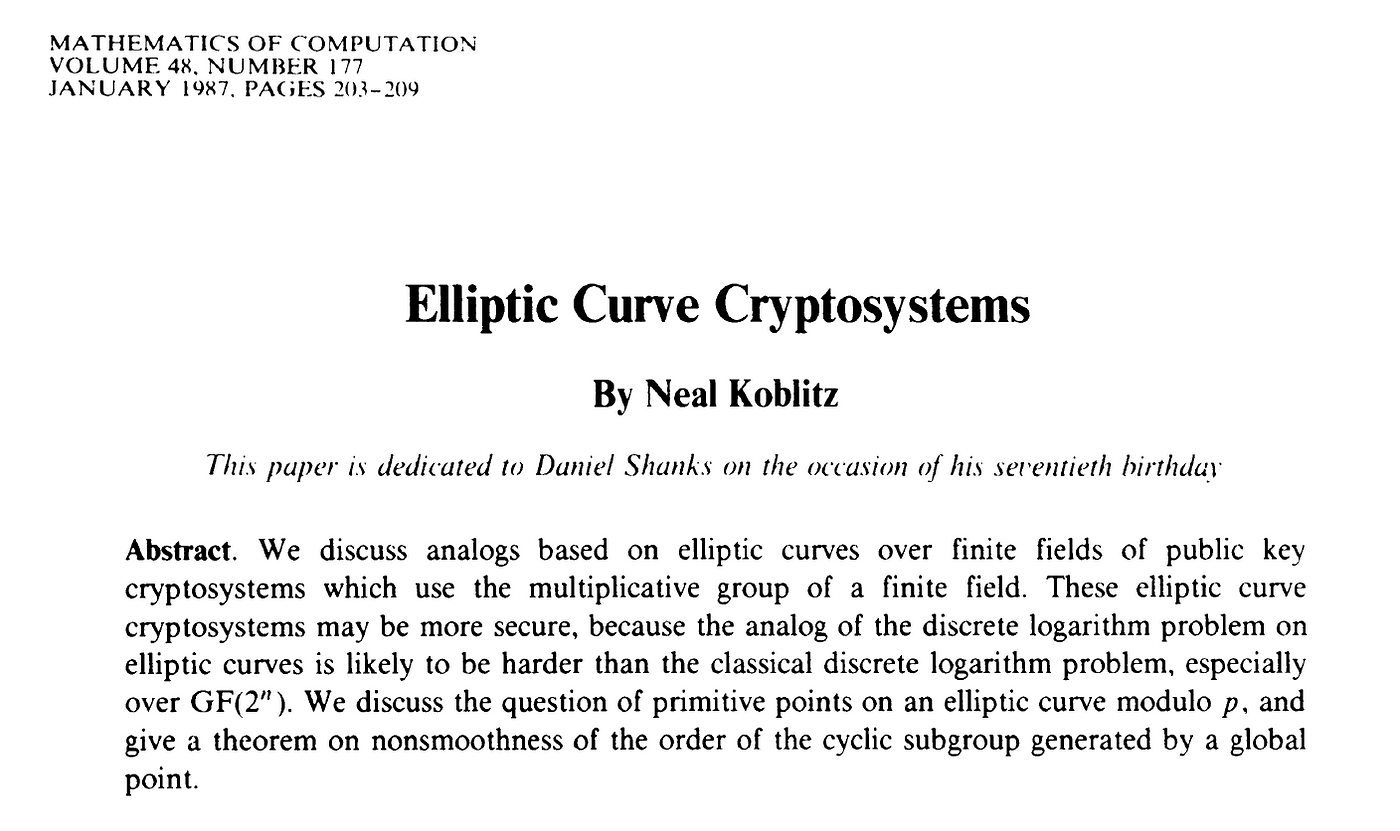 MATHEMATICS OF COMPUTATION
VOLUME 48, NUMBER 177
JANUARY 1987, PAGES 203–209
Elliptic Curve Cryptosystems
By Neal Koblitz
This paper is dedicated to Daniel Shanks on the occasion of his seventieth birthday
Abstract. We discuss analogs based on elliptic curves over finite fields of public key
cryptosystems which use the multiplicative group of a finite field. These elliptic curve
cryptosystems may be more secure, because the analog of the discrete logarithm problem on
elliptic curves is likely to be harder than the classical discrete logarithm problem, especially
over GF(2ⁿ). We discuss the question of primitive points on an elliptic curve modulo p, and
give a theorem on nonsmoothness of the order of the cyclic subgroup generated by a global
point.